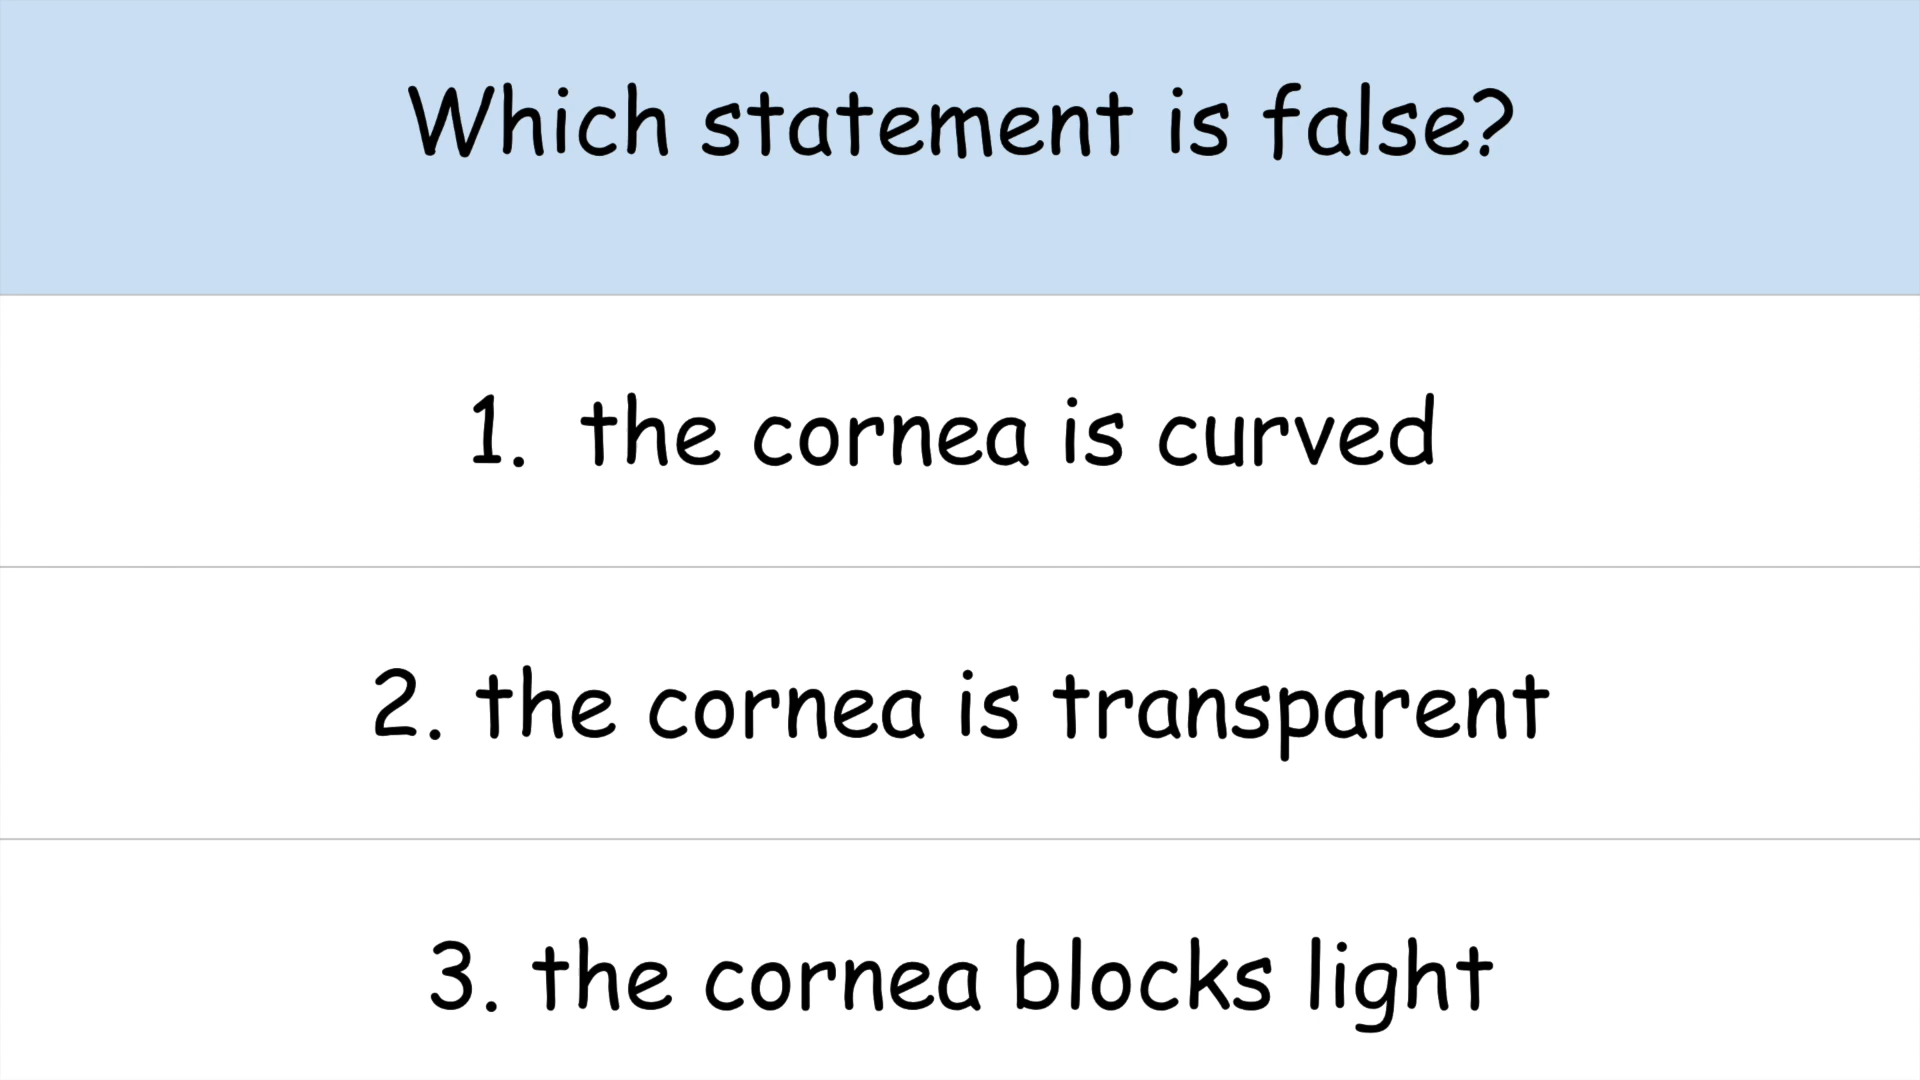 Which statement is false?
1. the cornea is curved
2. the cornea is transparent
3. the cornea blocks light